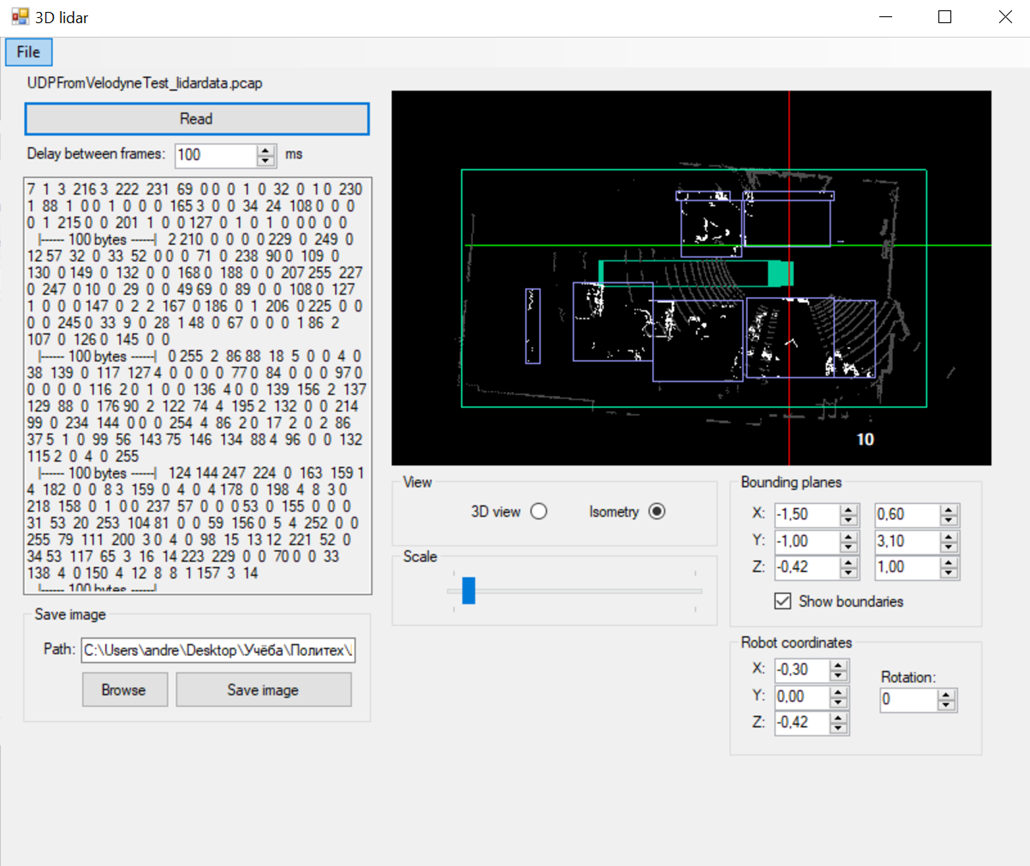 3D lidar
File
UDPFromVelodyneTest_lidardata.pcap
Read
Delay between frames: 100 ms
7 1 3 216 3 222 231 69 0 0 0 1 0 32 0 1 0 230
1 88 1 0 0 1 0 0 0 165 3 0 0 34 24 108 0 0 0
0 1 215 0 0 201 1 0 0 127 0 1 0 1 0 0 0 0 0
|------ 100 bytes ------| 2 210 0 0 0 0 229 0 249 0
12 57 32 0 33 52 0 0 0 71 0 238 90 0 109 0
130 0 149 0 132 0 0 168 0 188 0 0 207 255 227
0 247 0 10 0 29 0 0 49 69 0 89 0 0 108 0 127
1 0 0 0 147 0 2 2 167 0 186 0 1 206 0 225 0 0
0 0 245 0 33 9 0 28 1 48 0 67 0 0 0 1 86 2
107 0 126 0 145 0 0
|------ 100 bytes ------| 0 255 2 86 88 18 5 0 0 4 0
38 139 0 117 127 4 0 0 0 0 77 0 84 0 0 0 97 0
0 0 0 0 116 2 0 1 0 0 136 4 0 0 139 156 2 137
129 88 0 176 90 2 122 74 4 195 2 132 0 0 214
99 0 234 144 0 0 0 254 4 86 2 0 17 2 0 2 86
37 5 1 0 99 56 143 75 146 134 88 4 96 0 0 132
115 2 0 4 0 255
|------ 100 bytes ------| 124 144 247 224 0 163 159 1
4 182 0 0 8 3 159 0 4 0 4 178 0 198 4 8 3 0
218 158 0 1 0 0 237 57 0 0 0 53 0 155 0 0 0
31 53 20 253 104 81 0 0 59 156 0 5 4 252 0 0
255 79 111 200 3 0 4 0 98 15 13 12 221 52 0
34 53 117 65 3 16 14 223 229 0 0 70 0 0 33
138 4 0 150 4 12 8 8 1 157 3 14
|------ 100 bytes ------|
10
Save image
Path: C:\Users\andre\Desktop\Учёба\Политех\
Browse Save image
View
3D view Isometry
Scale
Bounding planes
X: -1,50 0,60
Y: -1,00 3,10
Z: -0,42 1,00
Show boundaries
Robot coordinates
X: -0,30
Y: 0,00
Z: -0,42
Rotation:
0